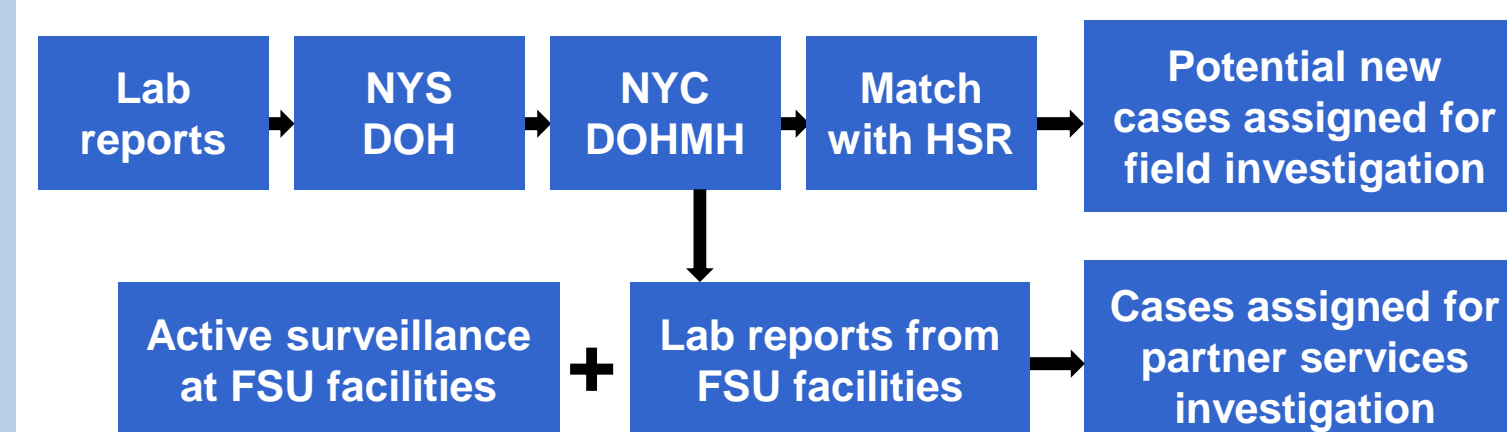 Lab
reports
NYS
DOH
NYC
DOHMH
Match
with HSR
Potential new
cases assigned for
field investigation
Active surveillance
at FSU facilities
+
Lab reports from
FSU facilities
Cases assigned for
partner services
investigation